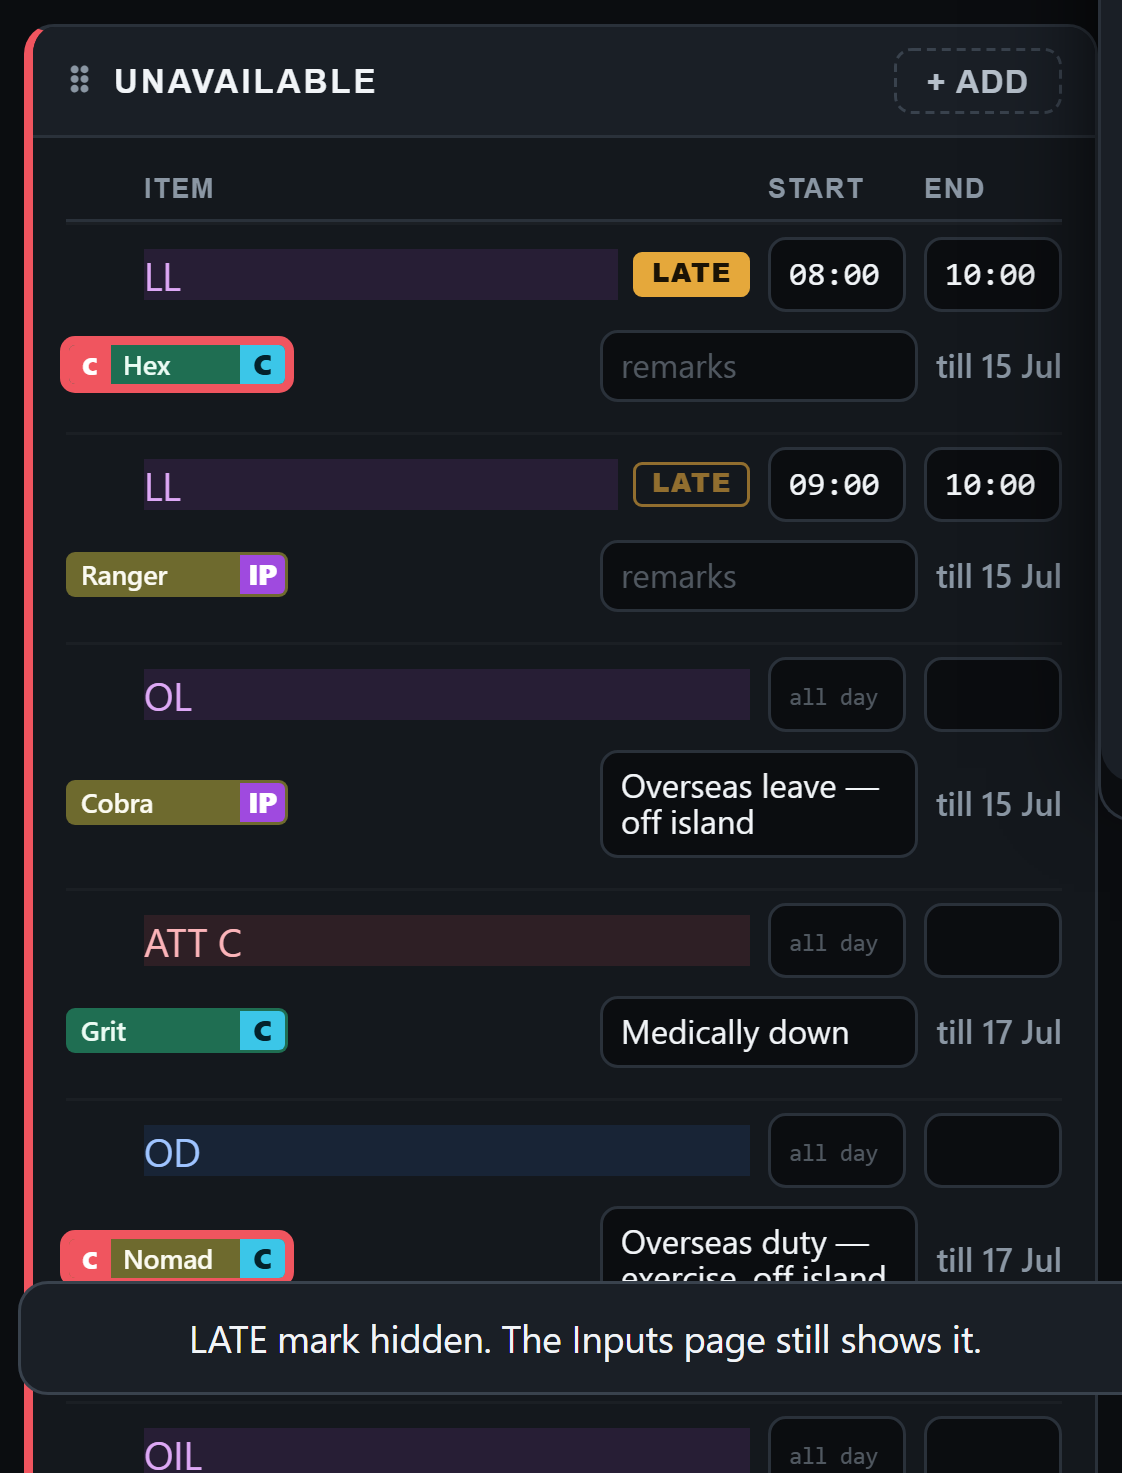 UNAVAILABLE
+ ADD
ITEM START END
LL LATE 08:00 10:00
C Hex C remarks till 15 Jul
LL LATE 09:00 10:00
Ranger IP remarks till 15 Jul
OL all day
Cobra IP Overseas leave —
off island till 15 Jul
ATT C all day
Grit C Medically down till 17 Jul
OD all day
C Nomad C Overseas duty —
exercise, off island till 17 Jul
LATE mark hidden. The Inputs page still shows it.
OIL all day